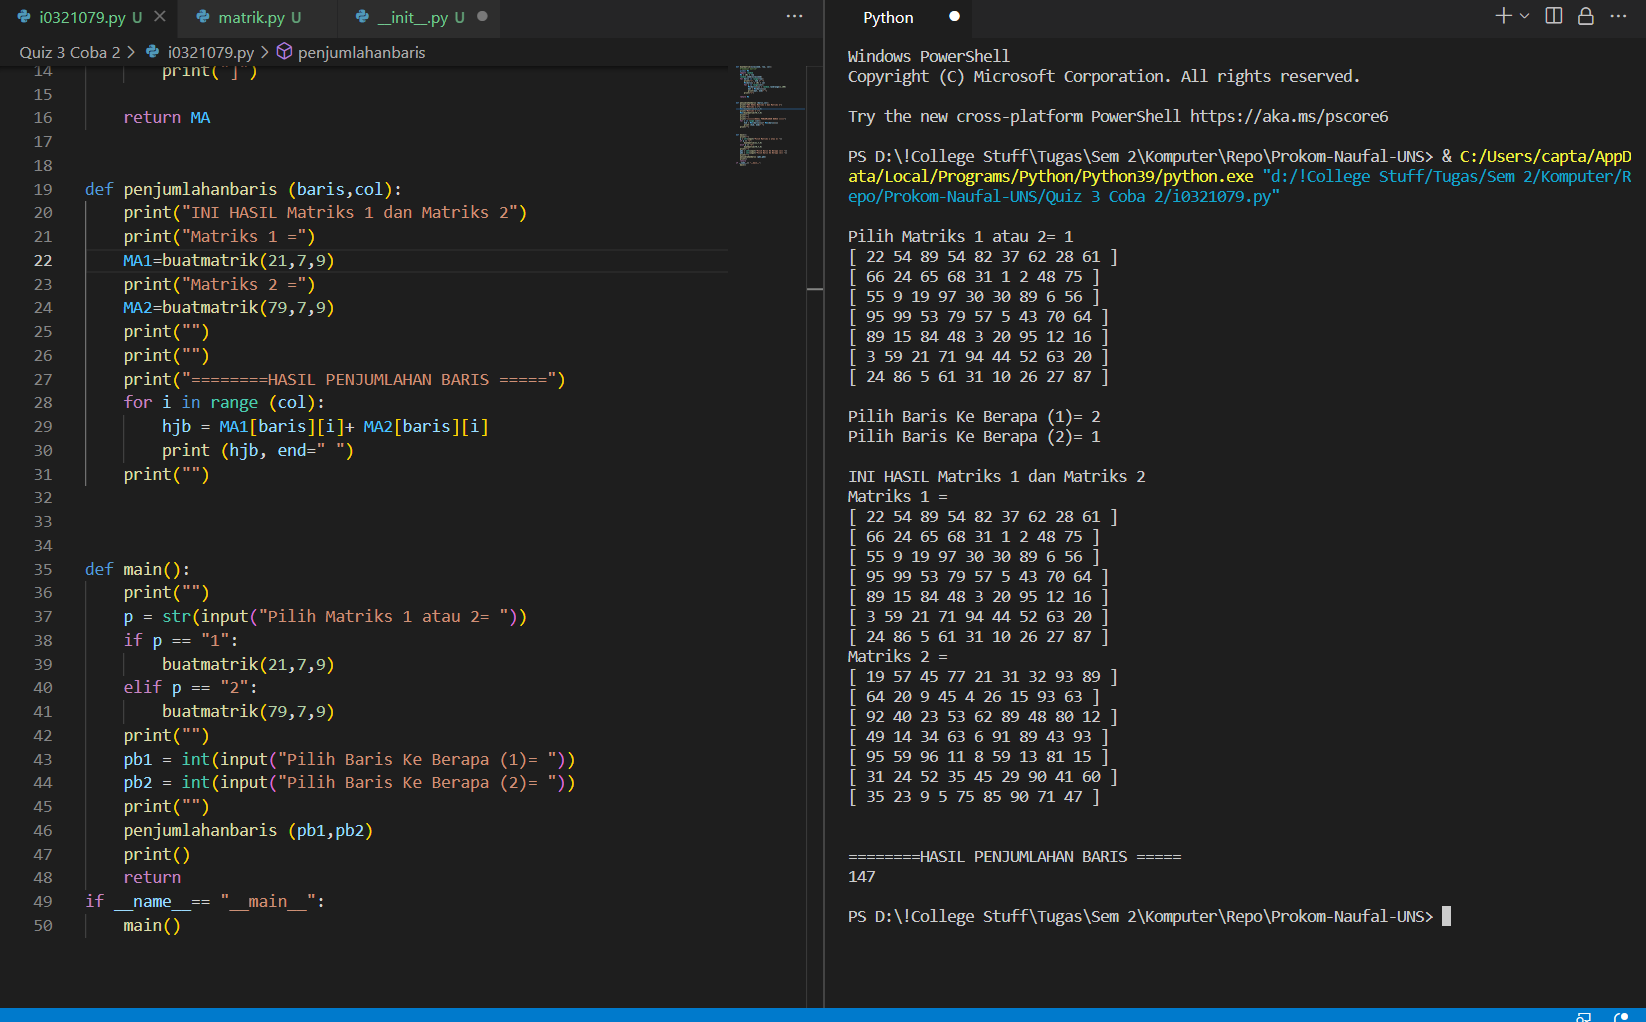 i0321079.py U
matrik.py U
__init__.py U
Quiz 3 Coba 2 > i0321079.py > penjumlahanbaris
14 print("]")
15
16 return MA
17
18
19 def penjumlahanbaris (baris,col):
20 print("INI HASIL Matriks 1 dan Matriks 2")
21 print("Matriks 1 =")
22 MA1=buatmatrik(21,7,9)
23 print("Matriks 2 =")
24 MA2=buatmatrik(79,7,9)
25 print("")
26 print("")
27 print("========HASIL PENJUMLAHAN BARIS =====")
28 for i in range (col):
29 hjb = MA1[baris][i]+ MA2[baris][i]
30 print (hjb, end=" ")
31 print("")
32
33
34
35 def main():
36 print("")
37 p = str(input("Pilih Matriks 1 atau 2= "))
38 if p == "1":
39 buatmatrik(21,7,9)
40 elif p == "2":
41 buatmatrik(79,7,9)
42 print("")
43 pb1 = int(input("Pilih Baris Ke Berapa (1)= "))
44 pb2 = int(input("Pilih Baris Ke Berapa (2)= "))
45 print("")
46 penjumlahanbaris (pb1,pb2)
47 print()
48 return
49 if __name__== "__main__":
50 main()
Python
Windows PowerShell
Copyright (C) Microsoft Corporation. All rights reserved.
Try the new cross-platform PowerShell https://aka.ms/pscore6
PS D:\!College Stuff\Tugas\Sem 2\Komputer\Repo\Prokom-Naufal-UNS> & C:/Users/capta/AppD
ata/Local/Programs/Python/Python39/python.exe "d:/!College Stuff/Tugas/Sem 2/Komputer/R
epo/Prokom-Naufal-UNS/Quiz 3 Coba 2/i0321079.py"
Pilih Matriks 1 atau 2= 1
[ 22 54 89 54 82 37 62 28 61 ]
[ 66 24 65 68 31 1 2 48 75 ]
[ 55 9 19 97 30 30 89 6 56 ]
[ 95 99 53 79 57 5 43 70 64 ]
[ 89 15 84 48 3 20 95 12 16 ]
[ 3 59 21 71 94 44 52 63 20 ]
[ 24 86 5 61 31 10 26 27 87 ]
Pilih Baris Ke Berapa (1)= 2
Pilih Baris Ke Berapa (2)= 1
INI HASIL Matriks 1 dan Matriks 2
Matriks 1 =
[ 22 54 89 54 82 37 62 28 61 ]
[ 66 24 65 68 31 1 2 48 75 ]
[ 55 9 19 97 30 30 89 6 56 ]
[ 95 99 53 79 57 5 43 70 64 ]
[ 89 15 84 48 3 20 95 12 16 ]
[ 3 59 21 71 94 44 52 63 20 ]
[ 24 86 5 61 31 10 26 27 87 ]
Matriks 2 =
[ 19 57 45 77 21 31 32 93 89 ]
[ 64 20 9 45 4 26 15 93 63 ]
[ 92 40 23 53 62 89 48 80 12 ]
[ 49 14 34 63 6 91 89 43 93 ]
[ 95 59 96 11 8 59 13 81 15 ]
[ 31 24 52 35 45 29 90 41 60 ]
[ 35 23 9 5 75 85 90 71 47 ]
========HASIL PENJUMLAHAN BARIS =====
147
PS D:\!College Stuff\Tugas\Sem 2\Komputer\Repo\Prokom-Naufal-UNS>